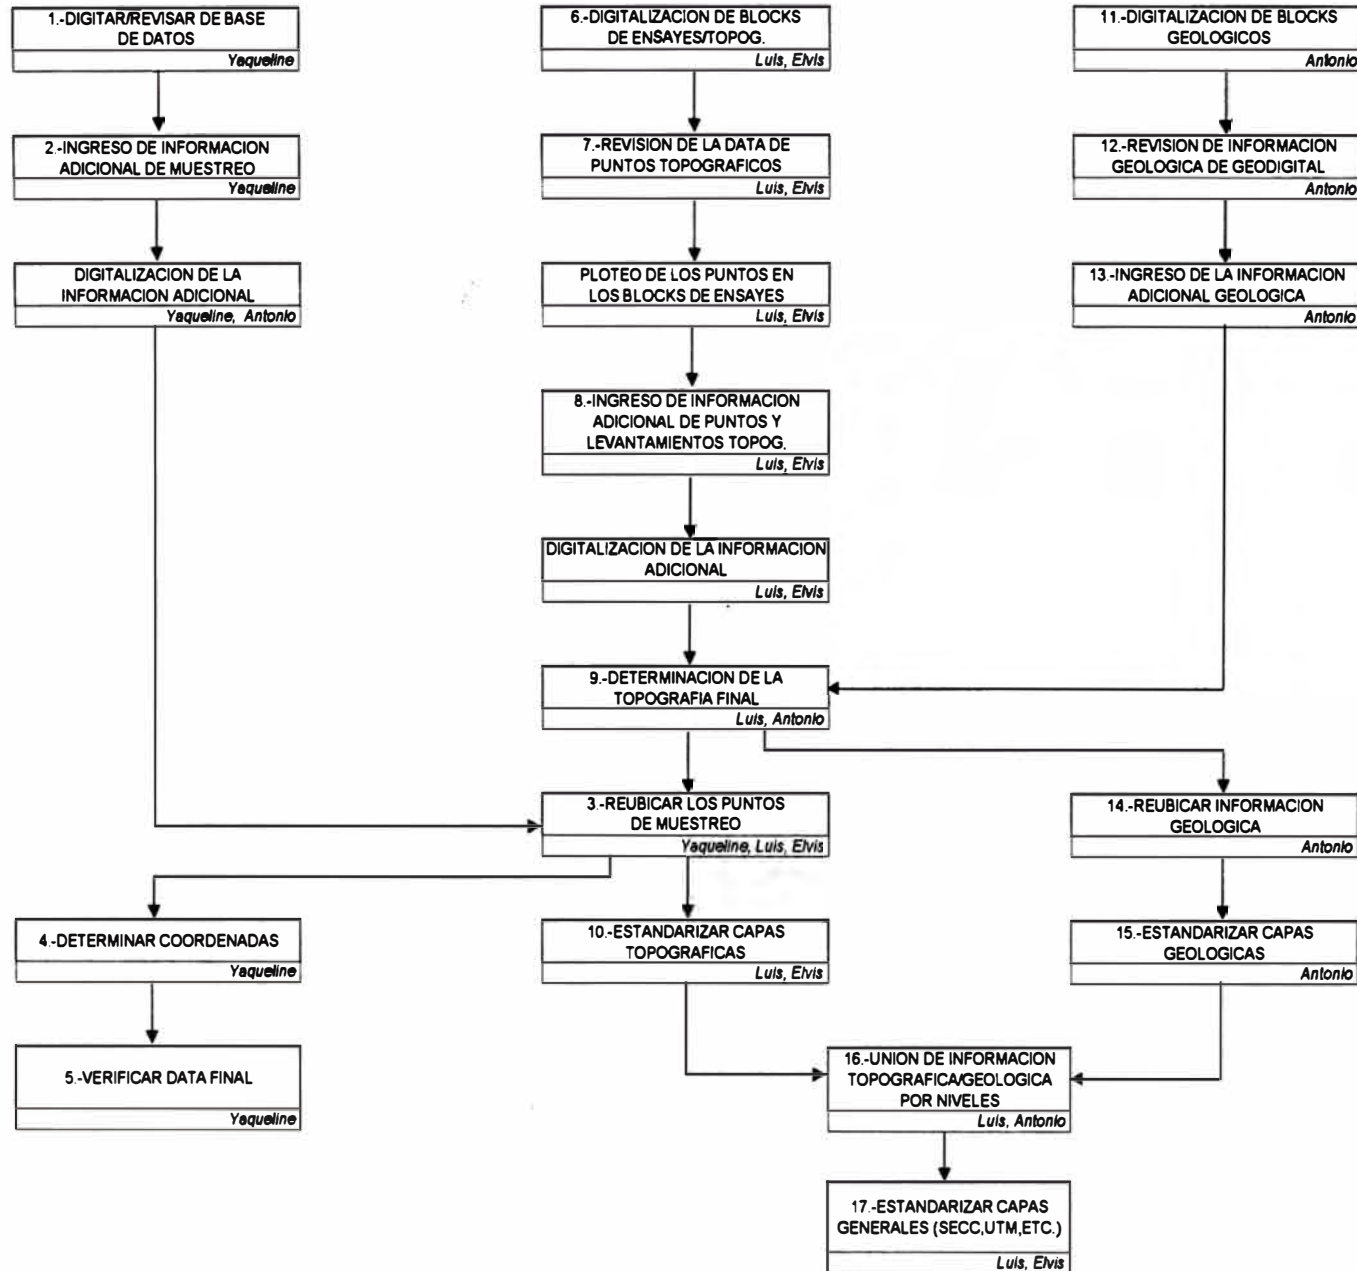 1.-DIGITAR/REVISAR DE BASE
DE DATOS
Yaqueline
6.-DIGITALIZACION DE BLOCKS
DE ENSAYES/TOPOG.
Luis, Elvis
11.-DIGITALIZACION DE BLOCKS
GEOLOGICOS
Antonio
2.-INGRESO DE INFORMACION
ADICIONAL DE MUESTREO
Yaqueline
7.-REVISION DE LA DATA DE
PUNTOS TOPOGRAFICOS
Luis, Elvis
12.-REVISION DE INFORMACION
GEOLOGICA DE GEODIGITAL
Antonio
DIGITALIZACION DE LA
INFORMACION ADICIONAL
Yaqueline, Antonio
PLOTEO DE LOS PUNTOS EN
LOS BLOCKS DE ENSAYES
Luis, Elvis
13.-INGRESO DE LA INFORMACION
ADICIONAL GEOLOGICA
Antonio
8.-INGRESO DE INFORMACION
ADICIONAL DE PUNTOS Y
LEVANTAMIENTOS TOPOG.
Luis, Elvis
DIGITALIZACION DE LA INFORMACION
ADICIONAL
Luis, Elvis
9.-DETERMINACION DE LA
TOPOGRAFIA FINAL
Luis, Antonio
3.-REUBICAR LOS PUNTOS
DE MUESTREO
Yaqueline, Luis, Elvis
14.-REUBICAR INFORMACION
GEOLOGICA
Antonio
4.-DETERMINAR COORDENADAS
Yaqueline
10.-ESTANDARIZAR CAPAS
TOPOGRAFICAS
Luis, Elvis
15.-ESTANDARIZAR CAPAS
GEOLOGICAS
Antonio
5.-VERIFICAR DATA FINAL
Yaqueline
16.-UNION DE INFORMACION
TOPOGRAFICA/GEOLOGICA
POR NIVELES
Luis, Antonio
17.-ESTANDARIZAR CAPAS
GENERALES (SECC,UTM,ETC.)
Luis, Elvis